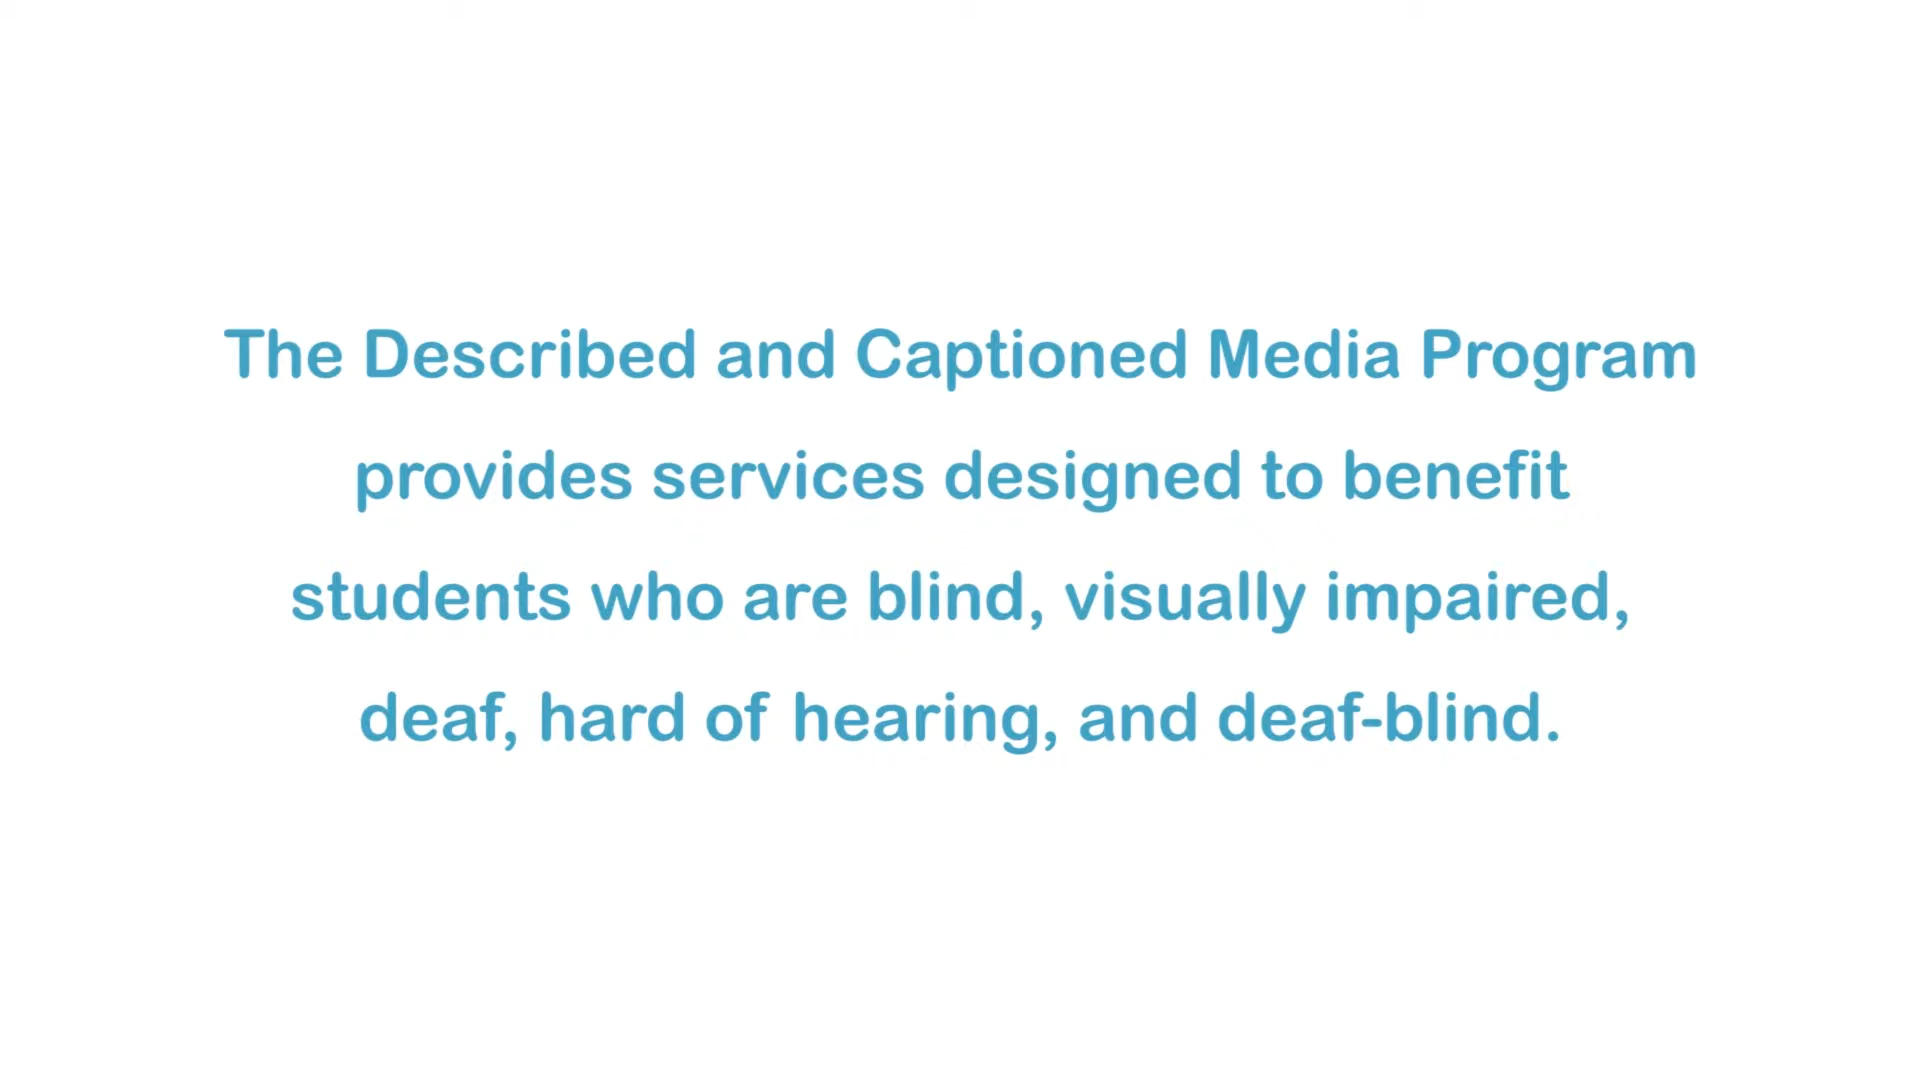 The Described and Captioned Media Program
provides services designed to benefit
students who are blind, visually impaired,
deaf, hard of hearing, and deaf-blind.